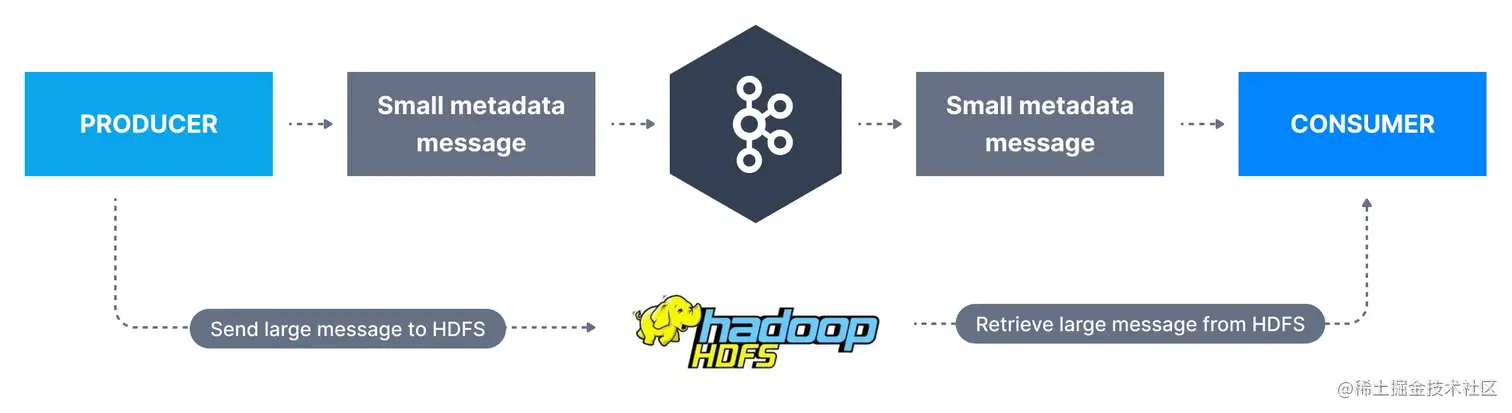 PRODUCER
Small metadata
message
Small metadata
message
CONSUMER
Send large message to HDFS
hadoop
HDFS
Retrieve large message from HDFS
@稀土掘金技术社区